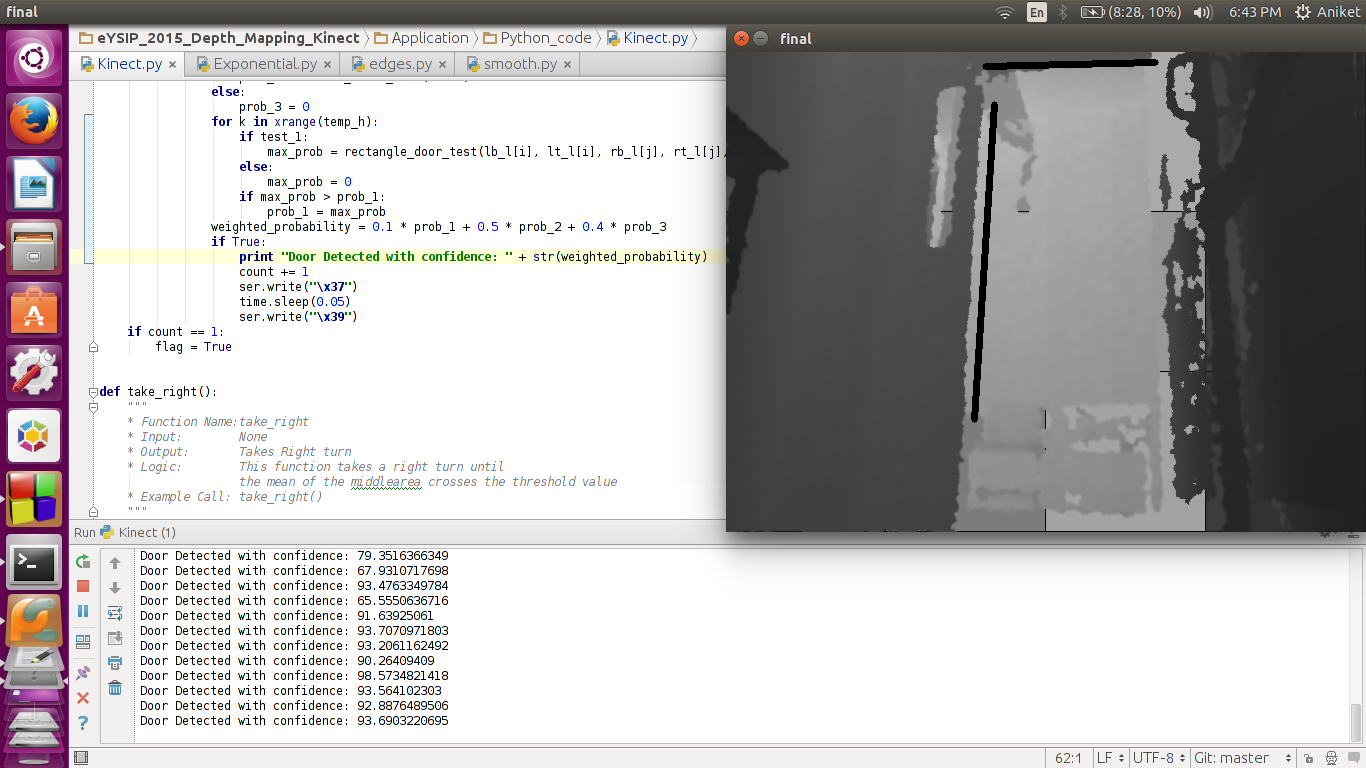 final
En
(8:28, 10%)
6:43 PM
Aniket
eYSIP_2015_Depth_Mapping_Kinect
Application
Python_code
Kinect.py
Kinect.py
Exponential.py
edges.py
smooth.py
final
else:
prob_3 = 0
for k in xrange(temp_h):
if test_1:
max_prob = rectangle_door_test(lb_l[i], lt_l[i], rb_l[j], rt_l[j],
else:
max_prob = 0
if max_prob > prob_1:
prob_1 = max_prob
weighted_probability = 0.1 * prob_1 + 0.5 * prob_2 + 0.4 * prob_3
if True:
print "Door Detected with confidence: " + str(weighted_probability)
count += 1
ser.write("\x37")
time.sleep(0.05)
ser.write("\x39")
if count == 1:
flag = True
def take_right():
"""
* Function Name:take_right
* Input: None
* Output: Takes Right turn
* Logic: This function takes a right turn until
the mean of the middlearea crosses the threshold value
* Example Call: take_right()
"""
Run Kinect (1)
Door Detected with confidence: 79.3516366349
Door Detected with confidence: 67.9310717698
Door Detected with confidence: 93.4763349784
Door Detected with confidence: 65.5550636716
Door Detected with confidence: 91.63925061
Door Detected with confidence: 93.7070971803
Door Detected with confidence: 93.2061162492
Door Detected with confidence: 90.26409409
Door Detected with confidence: 98.5734821418
Door Detected with confidence: 93.564102303
Door Detected with confidence: 92.8876489506
Door Detected with confidence: 93.6903220695
62:1
LF
UTF-8
Git: master